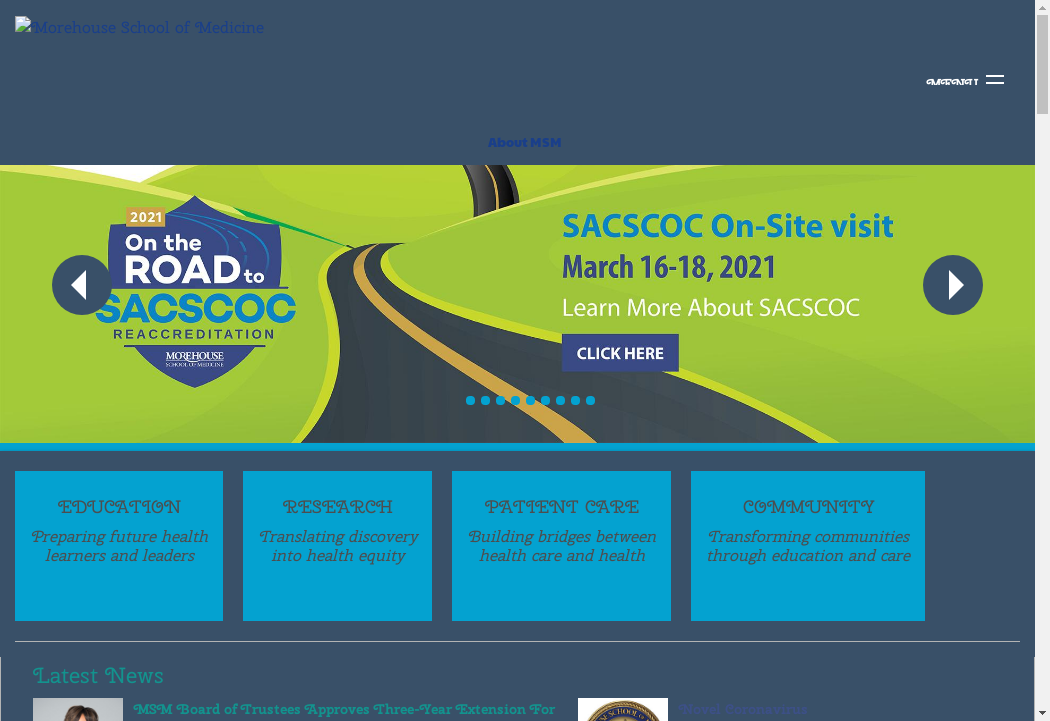 Morehouse School of Medicine
About MSM
2021
On the
ROAD to
SACSCOC
REACCREDITATION
MOREHOUSE
SCHOOL OF MEDICINE
SACSCOC On-Site visit
March 16-18, 2021
Learn More About SACSCOC
CLICK HERE
EDUCATION
Preparing future health
learners and leaders
RESEARCH
Translating discovery
into health equity
PATIENT CARE
Building bridges between
health care and health
COMMUNITY
Transforming communities
through education and care
Latest News
MSM Board of Trustees Approves Three-Year Extension For
Novel Coronavirus